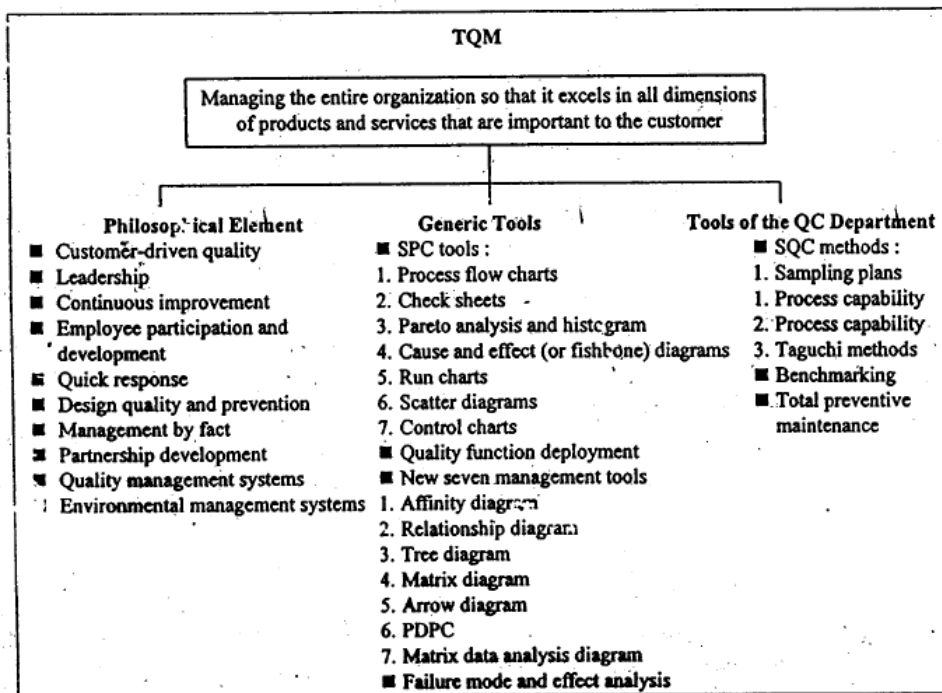 TQM
Managing the entire organization so that it excels in all dimensions
of products and services that are important to the customer
Philosophical Element
■ Customer-driven quality
■ Leadership
■ Continuous improvement
■ Employee participation and
development
■ Quick response
■ Design quality and prevention
■ Management by fact
■ Partnership development
■ Quality management systems
Environmental management systems
Generic Tools
■ SPC tools :
1. Process flow charts
2. Check sheets
3. Pareto analysis and histogram
4. Cause and effect (or fishbone) diagrams
5. Run charts
6. Scatter diagrams
7. Control charts
■ Quality function deployment
■ New seven management tools
1. Affinity diagram
2. Relationship diagram
3. Tree diagram
4. Matrix diagram
5. Arrow diagram
6. PDPC
7. Matrix data analysis diagram
■ Failure mode and effect analysis
Tools of the QC Department
■ SQC methods :
1. Sampling plans
1. Process capability
2. Process capability
3. Taguchi methods
■ Benchmarking
■ Total preventive
maintenance